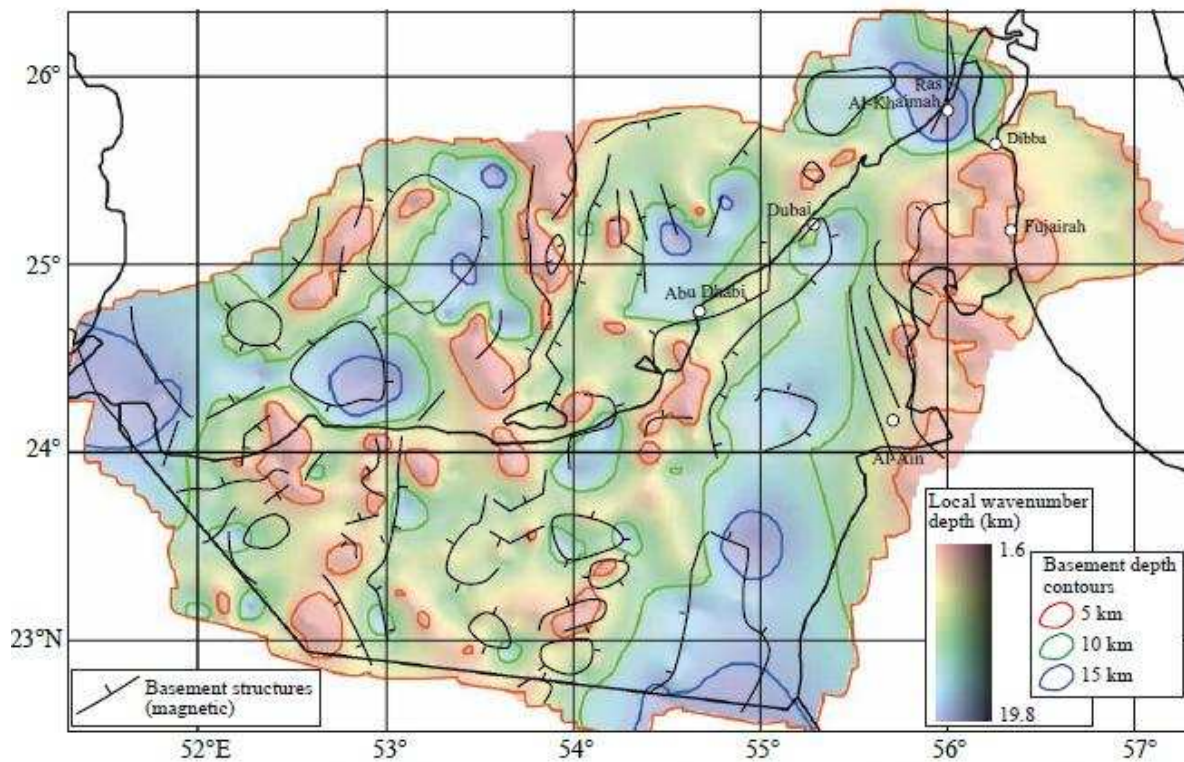 26°
Ras
Al-Khaimah
Dibba
Dubai
Fujairah
25°
Abu Dhabi
24°
Al-Ain
Local wavenumber
depth (km)
1.6
19.8
Basement depth
contours
5 km
10 km
15 km
23°N
Basement structures
(magnetic)
52°E
53°
54°
55°
56°
57°